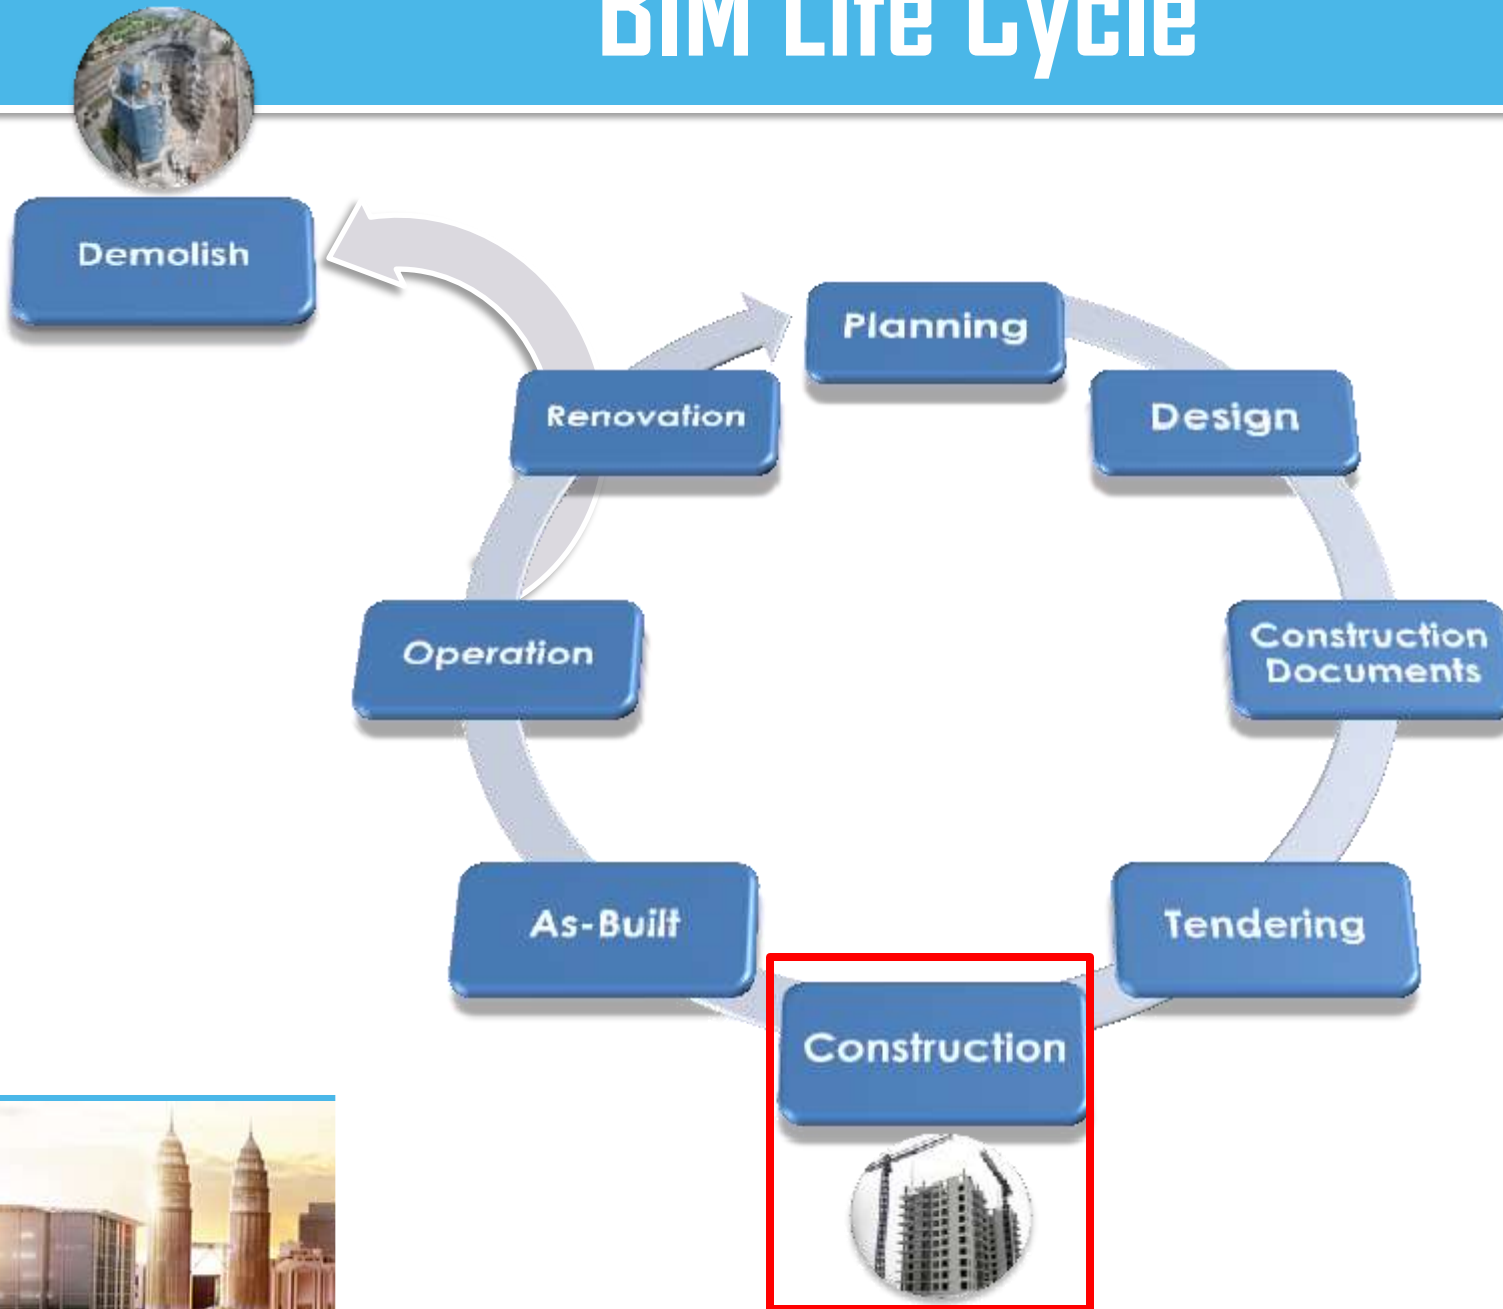 BIM Life Cycle
Demolish
Planning
Renovation
Design
Operation
Construction
Documents
As-Built
Tendering
Construction